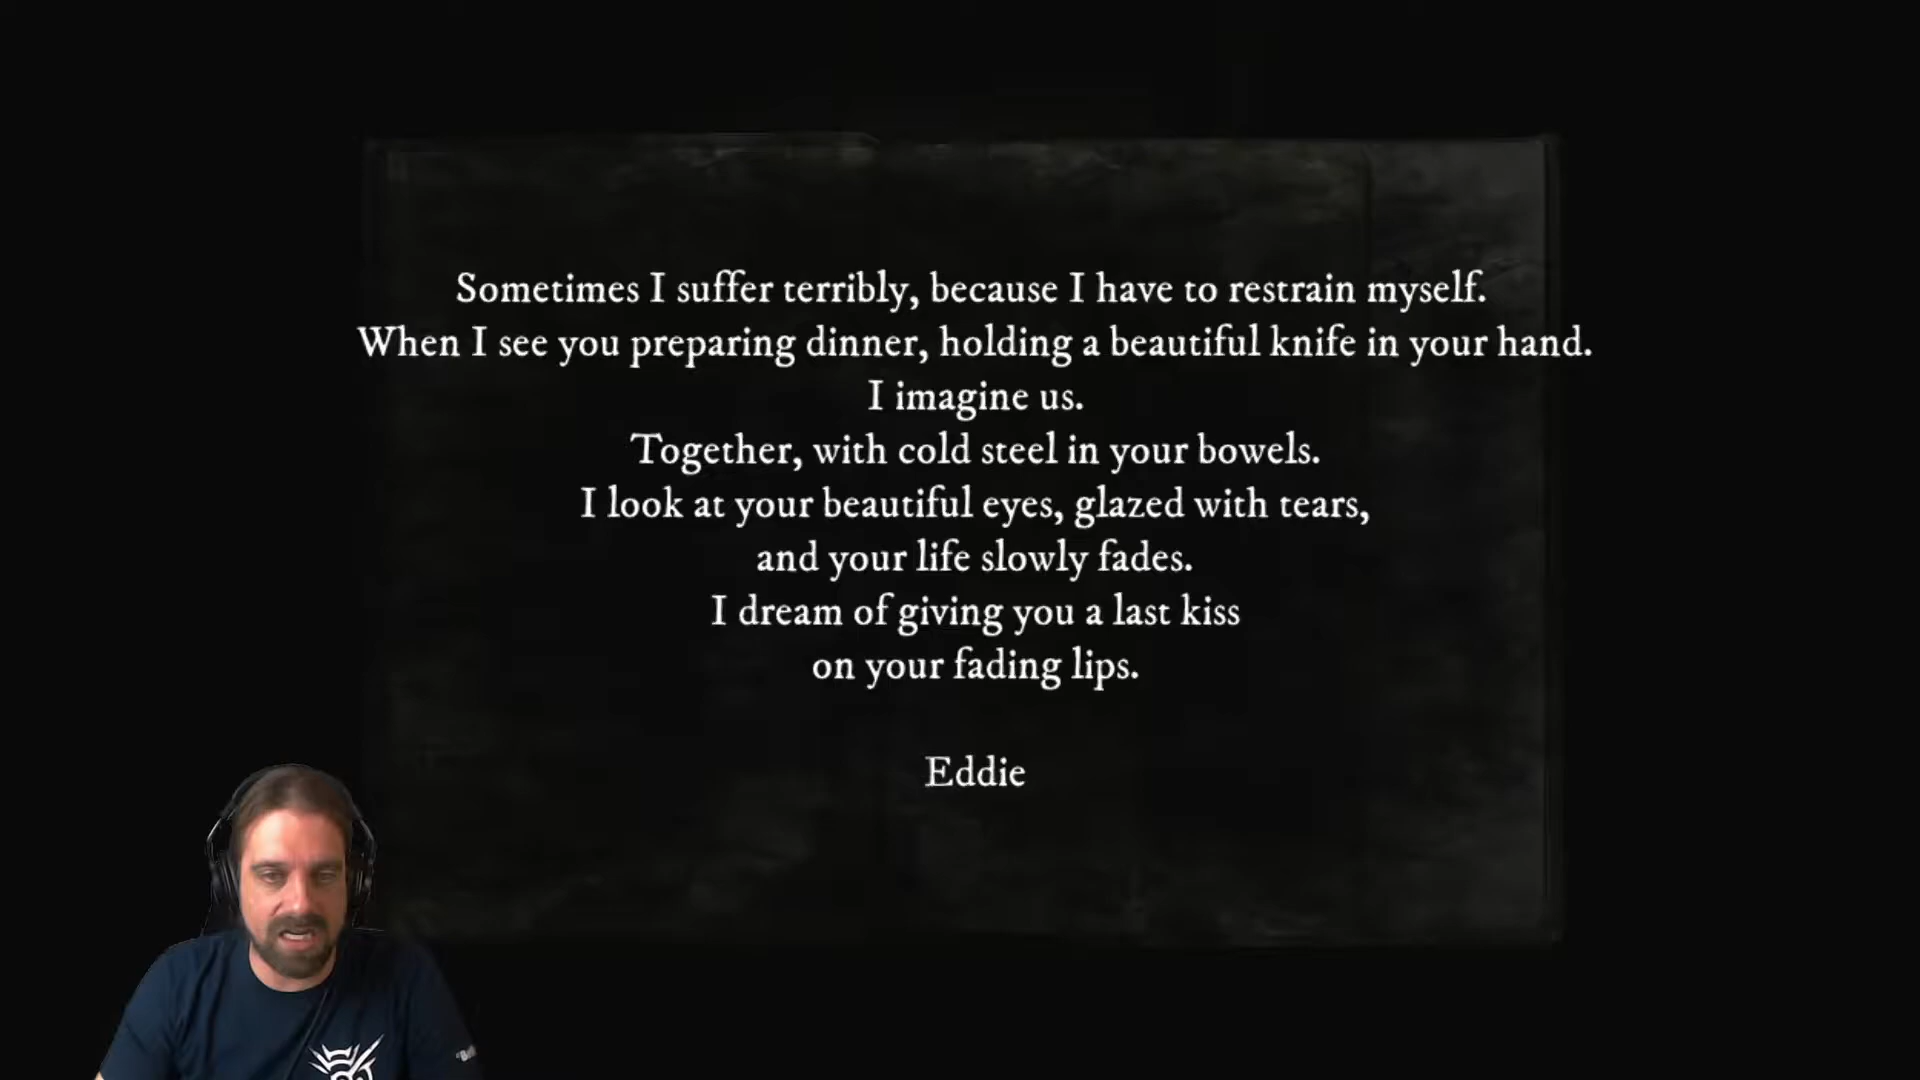 Sometimes I suffer terribly, because I have to restrain myself.
When I see you preparing dinner, holding a beautiful knife in your hand.
I imagine us.
Together, with cold steel in your bowels.
I look at your beautiful eyes, glazed with tears,
and your life slowly fades.
I dream of giving you a last kiss
on your fading lips.
Eddie